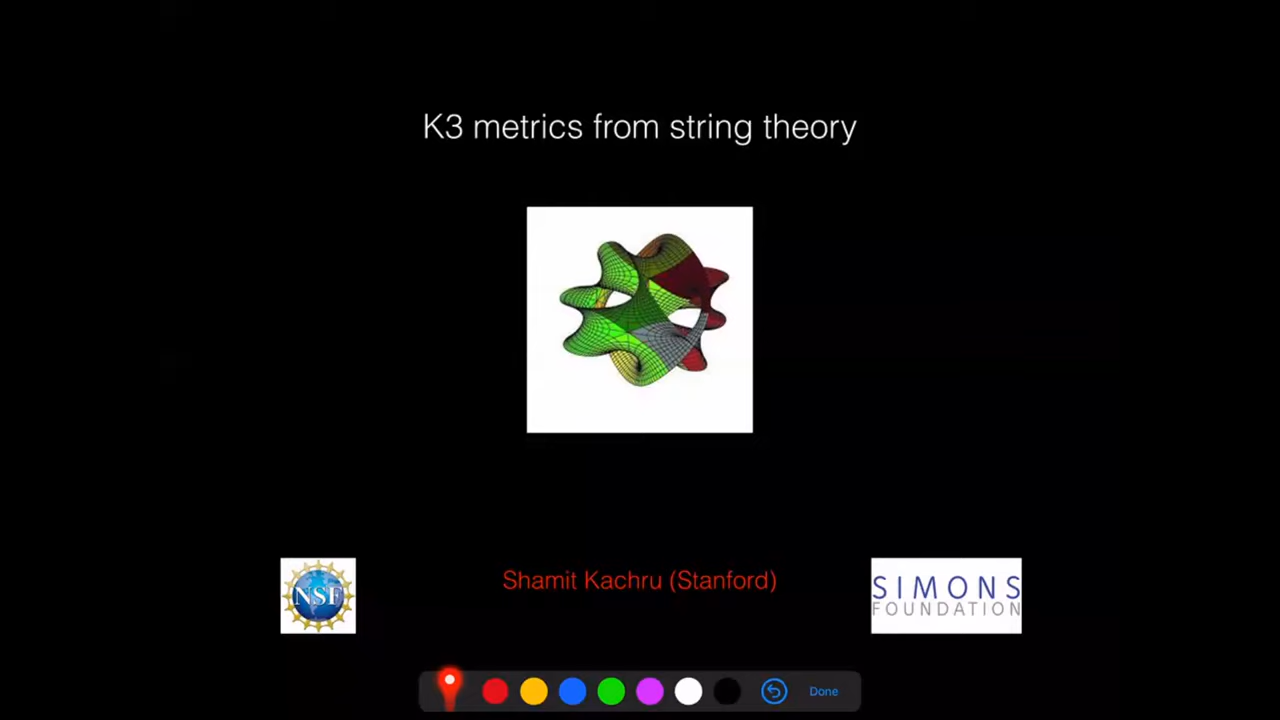 K3 metrics from string theory
NSF
Shamit Kachru (Stanford)
SIMONS
FOUNDATION
Done